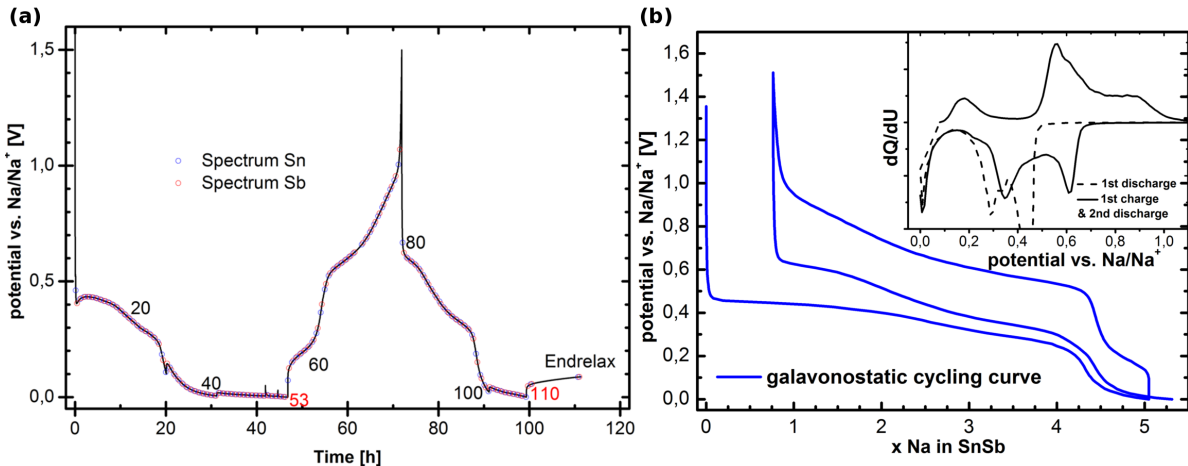 (a)
1,5
1,0
0,5
0,0
potential vs. Na/Na+ [V]
Spectrum Sn
Spectrum Sb
20
40
53
60
80
100
110
Endrelax
0 20 40 60 80 100 120
Time [h]
(b)
1,6
1,4
1,2
1,0
0,8
0,6
0,4
0,2
0,0
potential vs. Na/Na+ [V]
galavonostatic cycling curve
0 1 2 3 4 5
x Na in SnSb
dQ/dU
1st discharge
1st charge
& 2nd discharge
0,0 0,2 0,4 0,6 0,8 1,0
potential vs. Na/Na+